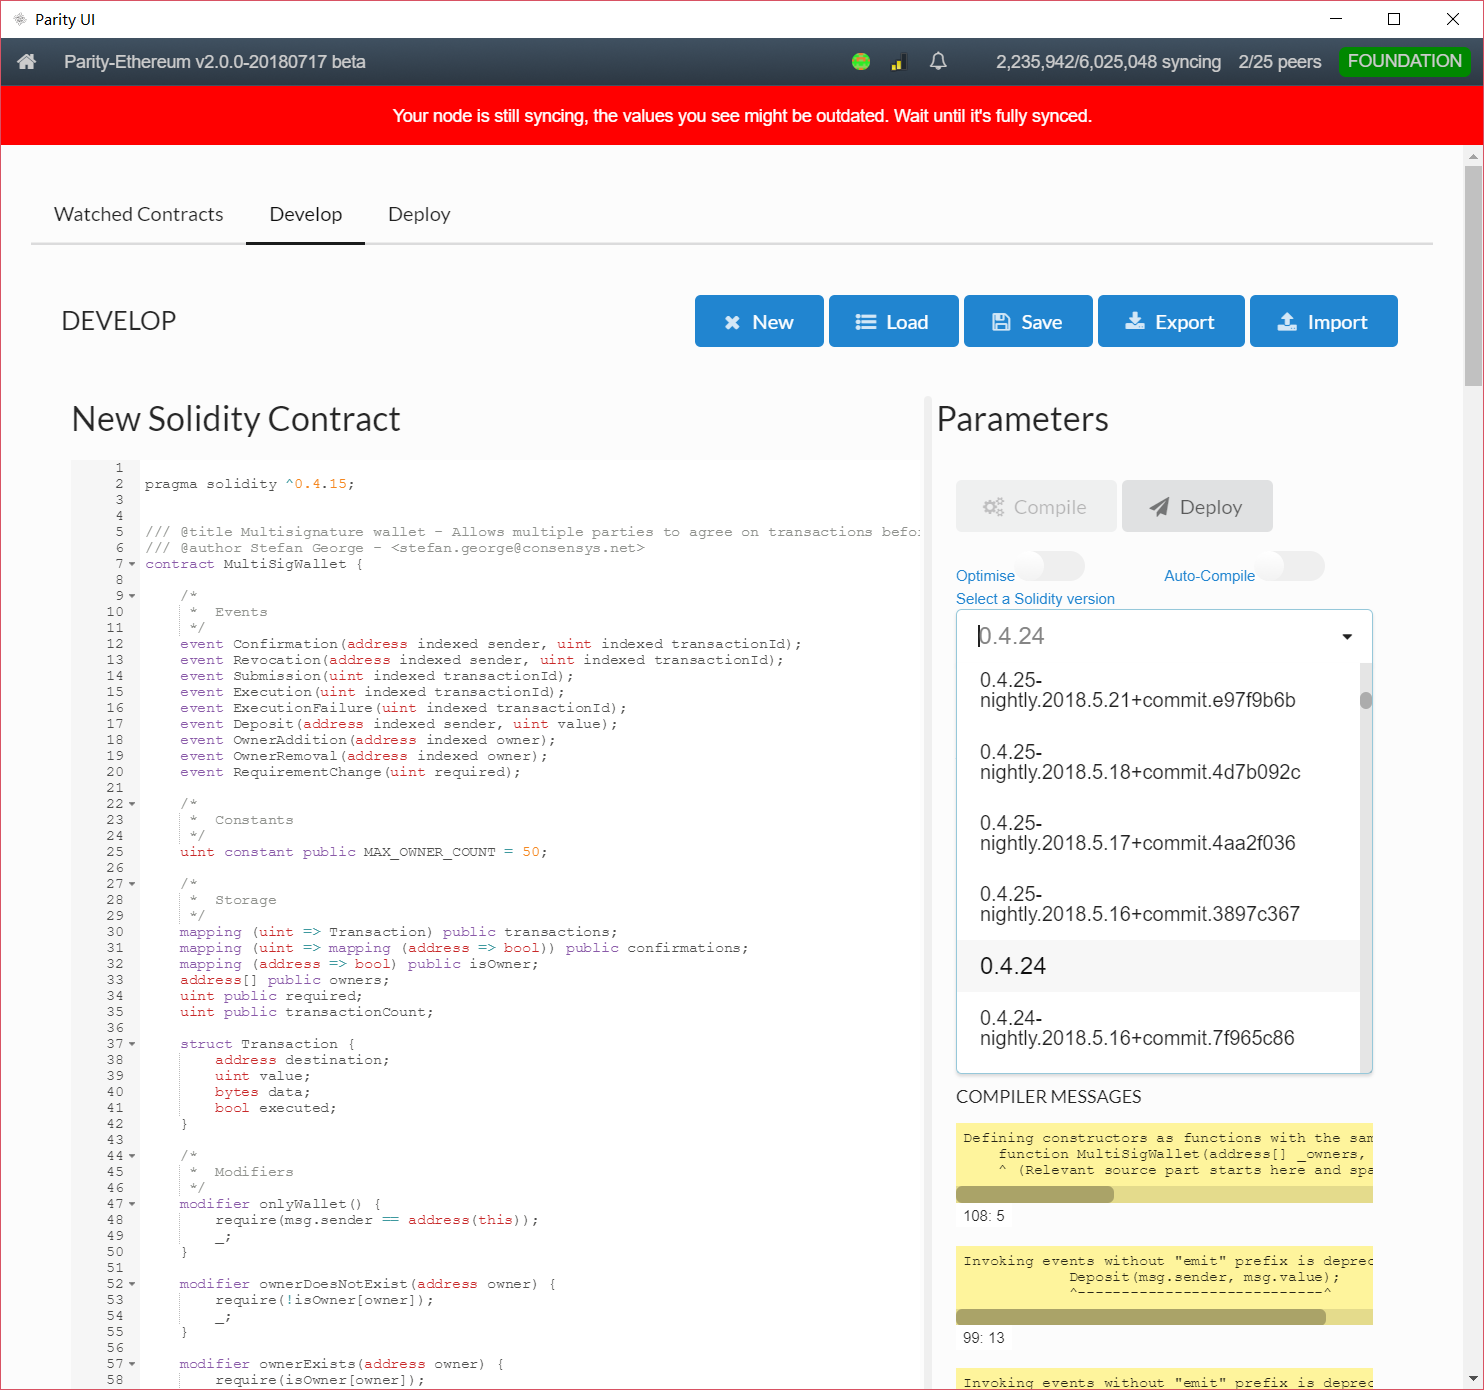 Parity UI
Parity-Ethereum v2.0.0-20180717 beta
2,235,942/6,025,048 syncing 2/25 peers FOUNDATION
Your node is still syncing, the values you see might be outdated. Wait until it's fully synced.
Watched Contracts Develop Deploy
DEVELOP
New Load Save Export Import
New Solidity Contract
1
2 pragma solidity ^0.4.15;
3
4
5 /// @title Multisignature wallet - Allows multiple parties to agree on transactions befo
6 /// @author Stefan George - <stefan.george@consensys.net>
7 contract MultiSigWallet {
8
9 /*
10 * Events
11 */
12 event Confirmation(address indexed sender, uint indexed transactionId);
13 event Revocation(address indexed sender, uint indexed transactionId);
14 event Submission(uint indexed transactionId);
15 event Execution(uint indexed transactionId);
16 event ExecutionFailure(uint indexed transactionId);
17 event Deposit(address indexed sender, uint value);
18 event OwnerAddition(address indexed owner);
19 event OwnerRemoval(address indexed owner);
20 event RequirementChange(uint required);
21
22 /*
23 * Constants
24 */
25 uint constant public MAX_OWNER_COUNT = 50;
26
27 /*
28 * Storage
29 */
30 mapping (uint => Transaction) public transactions;
31 mapping (uint => mapping (address => bool)) public confirmations;
32 mapping (address => bool) public isOwner;
33 address[] public owners;
34 uint public required;
35 uint public transactionCount;
36
37 struct Transaction {
38 address destination;
39 uint value;
40 bytes data;
41 bool executed;
42 }
43
44 /*
45 * Modifiers
46 */
47 modifier onlyWallet() {
48 require(msg.sender == address(this));
49 _;
50 }
51
52 modifier ownerDoesNotExist(address owner) {
53 require(!isOwner[owner]);
54 _;
55 }
56
57 modifier ownerExists(address owner) {
58 require(isOwner[owner]);
Parameters
Compile Deploy
Optimise Auto-Compile
Select a Solidity version
0.4.24
0.4.25-
nightly.2018.5.21+commit.e97f9b6b
0.4.25-
nightly.2018.5.18+commit.4d7b092c
0.4.25-
nightly.2018.5.17+commit.4aa2f036
0.4.25-
nightly.2018.5.16+commit.3897c367
0.4.24
0.4.24-
nightly.2018.5.16+commit.7f965c86
COMPILER MESSAGES
Defining constructors as functions with the sam
function MultiSigWallet(address[] _owners,
^ (Relevant source part starts here and spa
108: 5
Invoking events without "emit" prefix is deprec
Deposit(msg.sender, msg.value);
^----------------------------^
99: 13
Invoking events without "emit" prefix is deprec